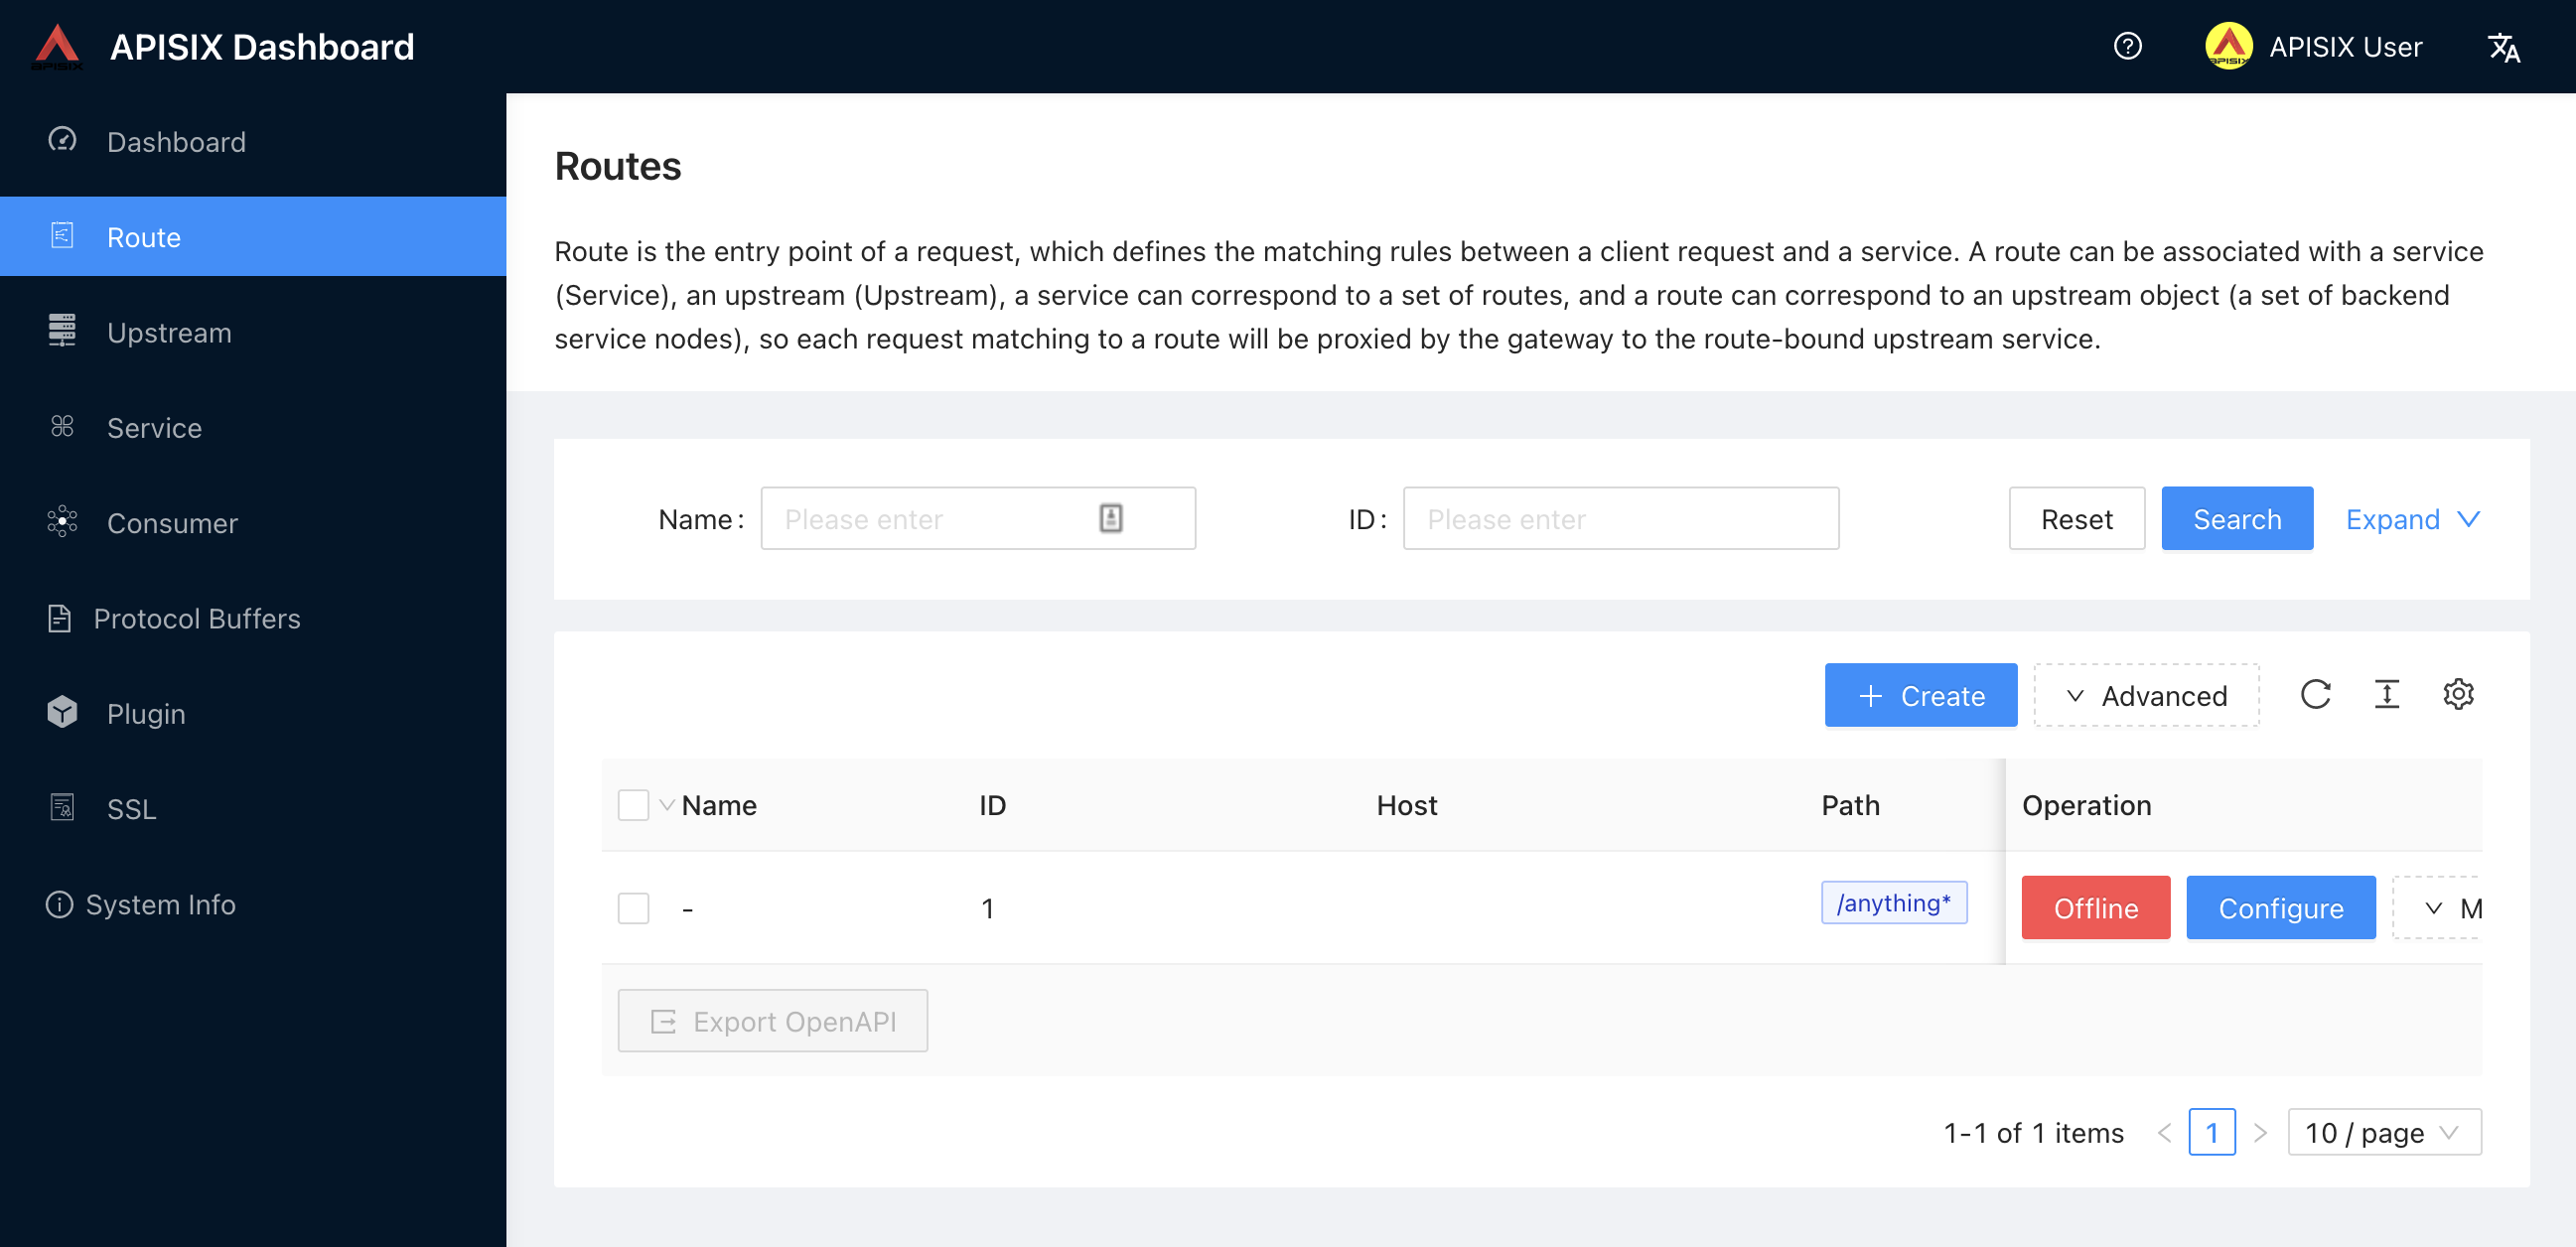 APISIX Dashboard
APISIX User
Dashboard
Route
Upstream
Service
Consumer
Protocol Buffers
Plugin
SSL
System Info
Routes
Route is the entry point of a request, which defines the matching rules between a client request and a service. A route can be associated with a service
(Service), an upstream (Upstream), a service can correspond to a set of routes, and a route can correspond to an upstream object (a set of backend
service nodes), so each request matching to a route will be proxied by the gateway to the route-bound upstream service.
Name: Please enter ID: Please enter Reset Search Expand
+ Create Advanced
Name ID Host Path Operation
- 1 /anything* Offline Configure M
Export OpenAPI
1-1 of 1 items < 1 > 10 / page